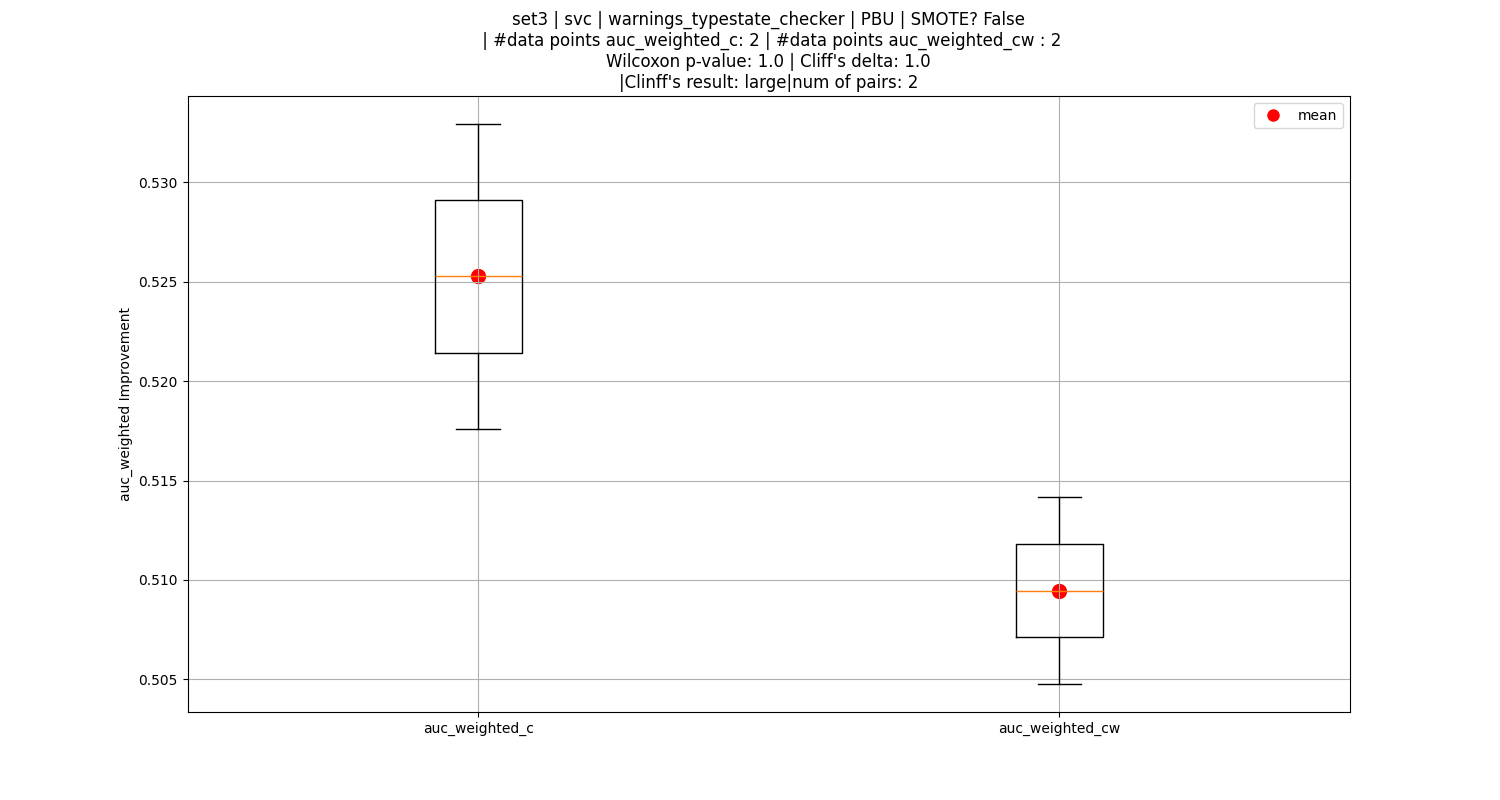 set3 | svc | warnings_typestate_checker | PBU | SMOTE? False
| #data points auc_weighted_c: 2 | #data points auc_weighted_cw : 2
Wilcoxon p-value: 1.0 | Cliff's delta: 1.0
|Clinff's result: large|num of pairs: 2
mean
auc_weighted Improvement
0.530
0.525
0.520
0.515
0.510
0.505
auc_weighted_c
auc_weighted_cw